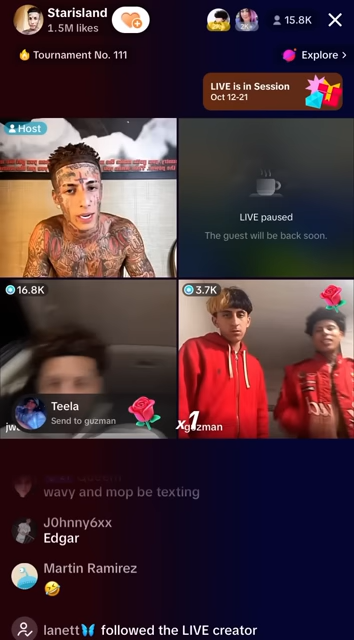 Starisland
1.5M likes
2K+
15.8K
Tournament No. 111
Explore >
LIVE is in Session
Oct 12-21
Host
LIVE paused
The guest will be back soon.
16.8K
3.7K
Teela
Send to guzman
x1
guzman
wavy and mop be texting
J0hnny6xx
Edgar
Martin Ramirez
🤣
lanett🦋 followed the LIVE creator